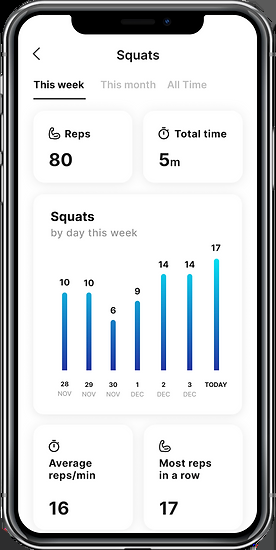 Squats
This week This month All Time
Reps Total time
80 5m
Squats
by day this week
17
14 14
10 10 9
6
28 29 30 1 2 3 TODAY
NOV NOV NOV DEC DEC DEC
Average
reps/min
16
Most reps
in a row
17